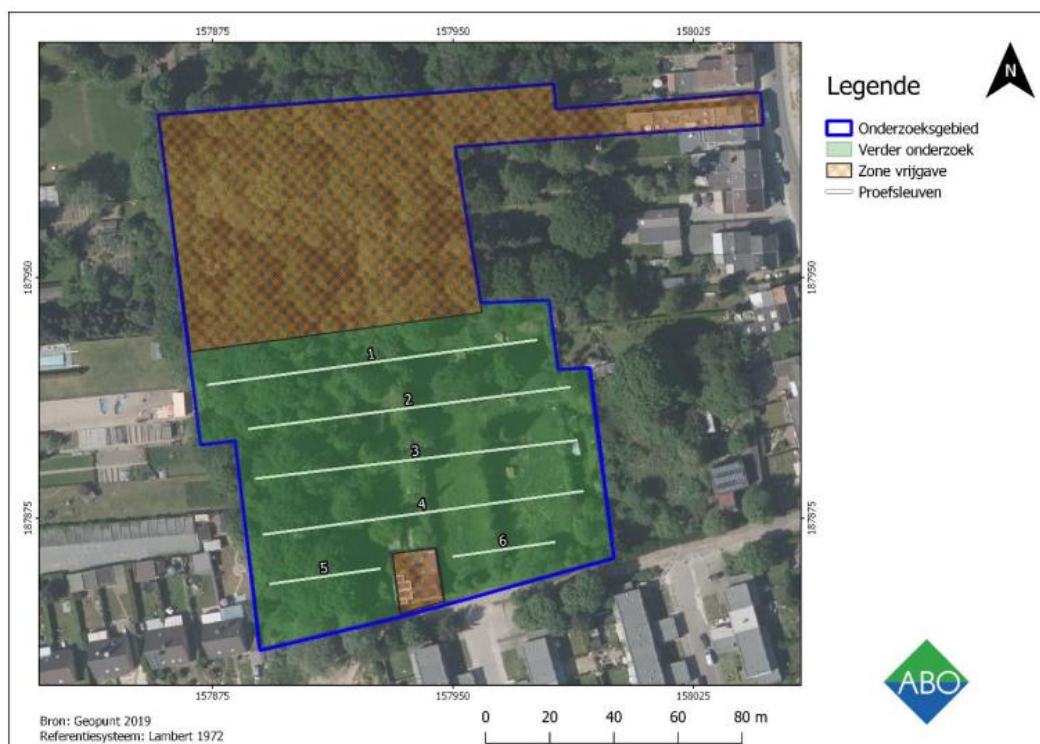 157875 157950 158025
Legende
N
Onderzoeksgebied
Verder onderzoek
Zone vrijgave
Proefsleuven
187950 187950
1
2
3
4
187875 187875
5
6
157875 157950 158025
ABO
Bron: Geopunt 2019
Referentiesysteem: Lambert 1972
0 20 40 60 80 m